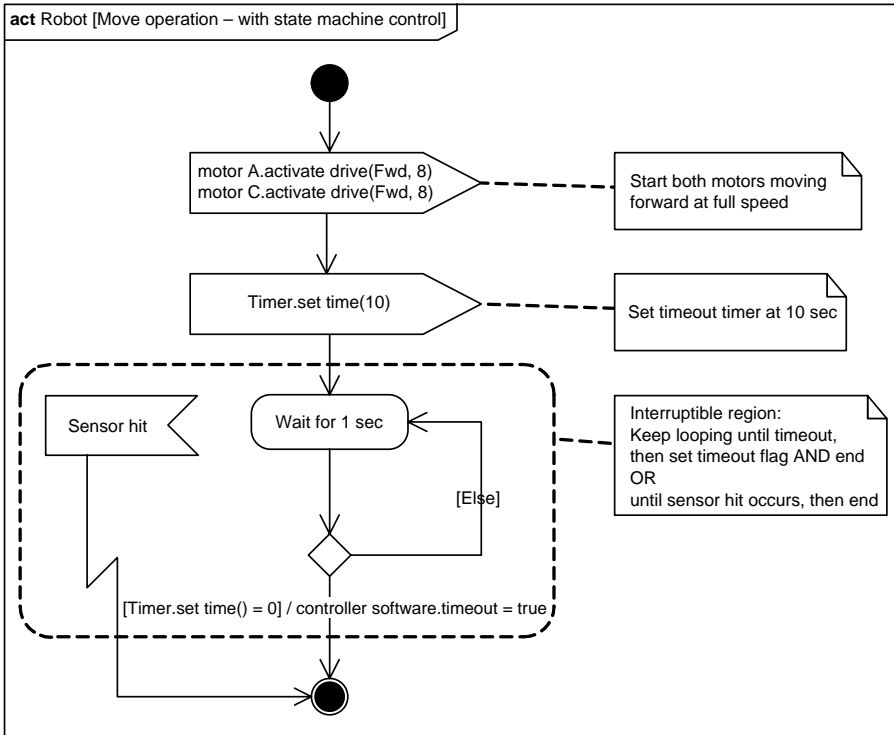 act Robot [Move operation – with state machine control]
motor A.activate drive(Fwd, 8)
motor C.activate drive(Fwd, 8)
Start both motors moving
forward at full speed
Timer.set time(10)
Set timeout timer at 10 sec
Sensor hit
Wait for 1 sec
Interruptible region:
Keep looping until timeout,
then set timeout flag AND end
OR
until sensor hit occurs, then end
[Else]
[Timer.set time() = 0] / controller software.timeout = true